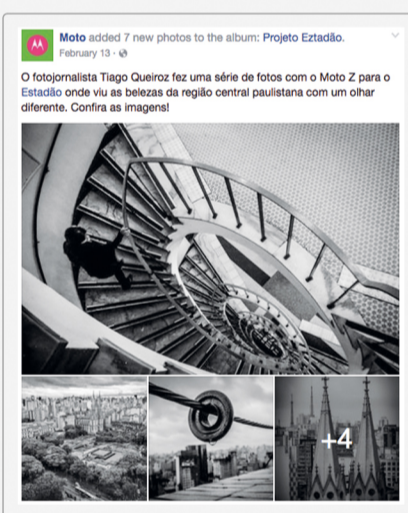 Moto added 7 new photos to the album: Projeto Eztadão.
February 13 ·
O fotojornalista Tiago Queiroz fez uma série de fotos com o Moto Z para o
Estadão onde viu as belezas da região central paulistana com um olhar
diferente. Confira as imagens!
+4